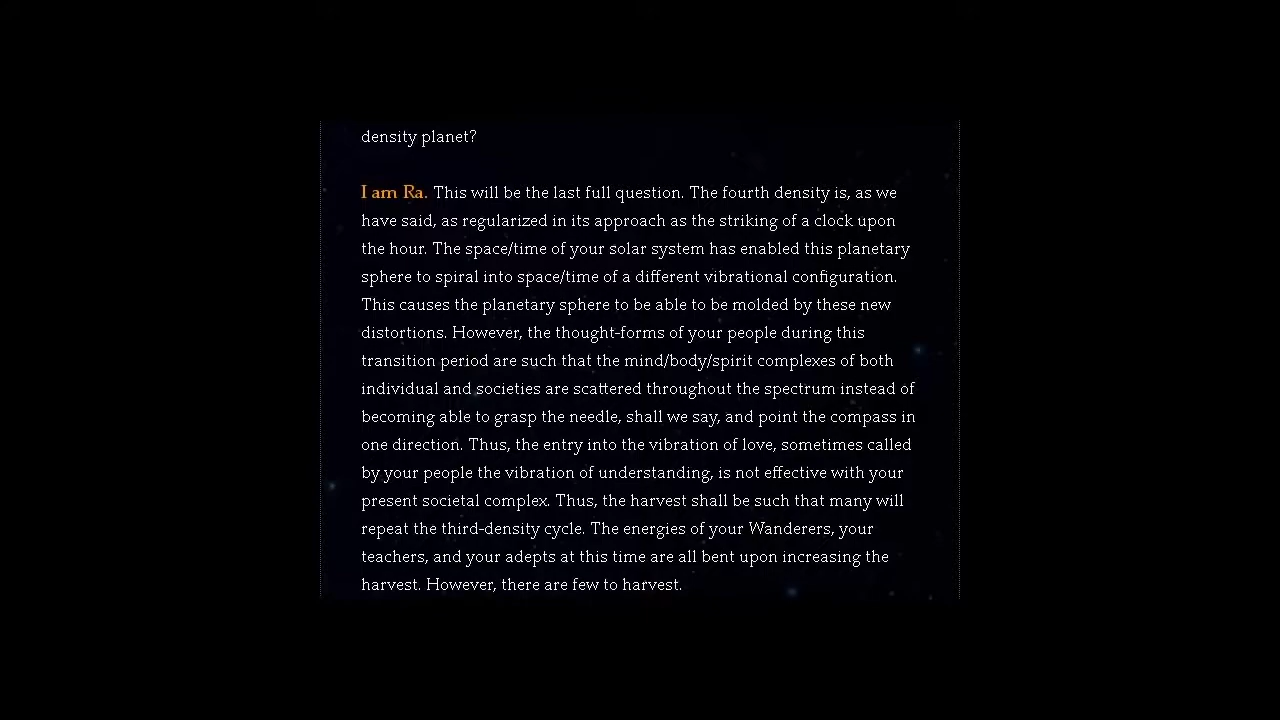 density planet?
I am Ra. This will be the last full question. The fourth density is, as we
have said, as regularized in its approach as the striking of a clock upon
the hour. The space/time of your solar system has enabled this planetary
sphere to spiral into space/time of a different vibrational configuration.
This causes the planetary sphere to be able to be molded by these new
distortions. However, the thought-forms of your people during this
transition period are such that the mind/body/spirit complexes of both
individual and societies are scattered throughout the spectrum instead of
becoming able to grasp the needle, shall we say, and point the compass in
one direction. Thus, the entry into the vibration of love, sometimes called
by your people the vibration of understanding, is not effective with your
present societal complex. Thus, the harvest shall be such that many will
repeat the third-density cycle. The energies of your Wanderers, your
teachers, and your adepts at this time are all bent upon increasing the
harvest. However, there are few to harvest.